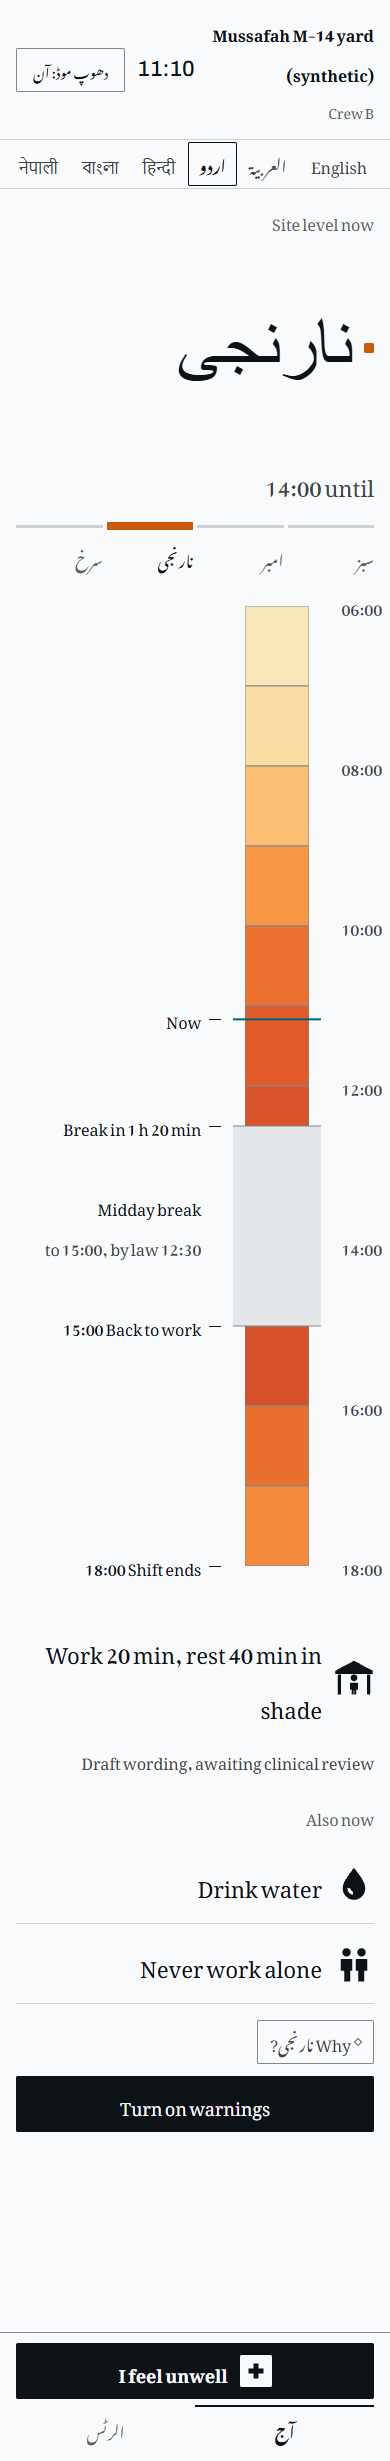 Mussafah M-14 yard
(synthetic)
Crew B
11:10
دھوپ موڈ: آن
English
العربية
اردو
हिन्दी
বাংলা
नेपाली
Site level now
نارنجی
14:00 until
سبز
امبر
نارنجی
سرخ
06:00
08:00
10:00
Now
12:00
Break in 1 h 20 min
Midday break
to 15:00, by law 12:30
14:00
15:00 Back to work
16:00
18:00 Shift ends
18:00
Work 20 min, rest 40 min in
shade
Draft wording, awaiting clinical review
Also now
Drink water
Never work alone
Why نارنجی?
Turn on warnings
I feel unwell
آج
الرٹس